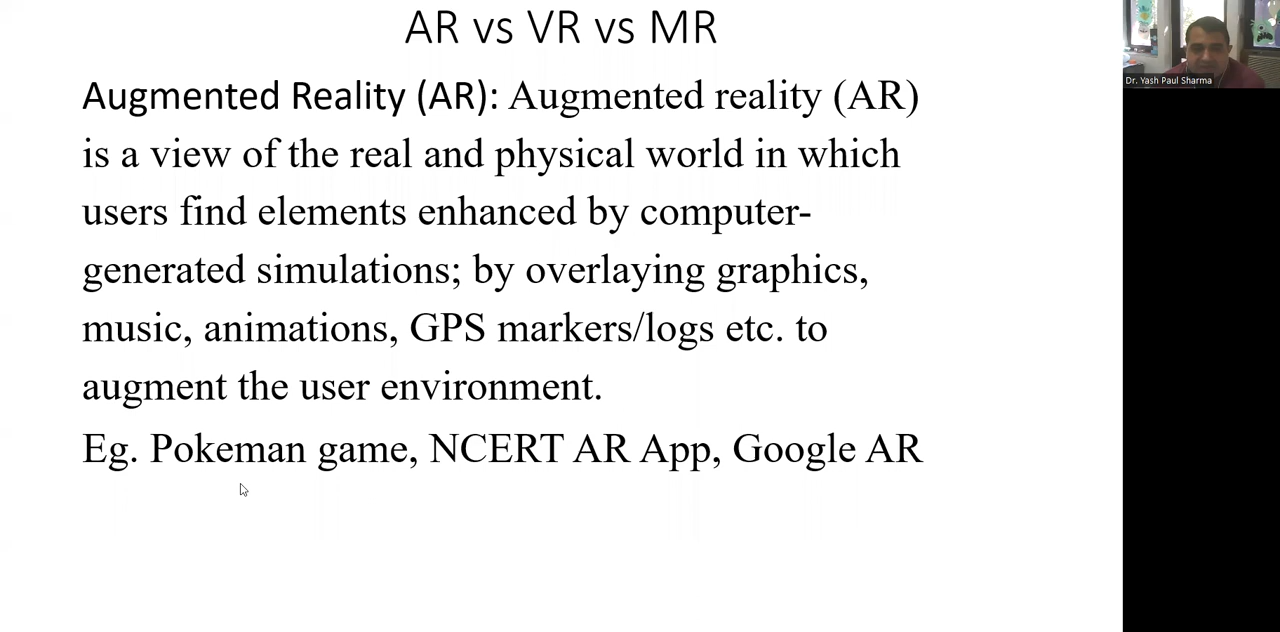 AR vs VR vs MR
Augmented Reality (AR): Augmented reality (AR)
is a view of the real and physical world in which
users find elements enhanced by computer-
generated simulations; by overlaying graphics,
music, animations, GPS markers/logs etc. to
augment the user environment.
Eg. Pokeman game, NCERT AR App, Google AR
Dr. Yash Paul Sharma